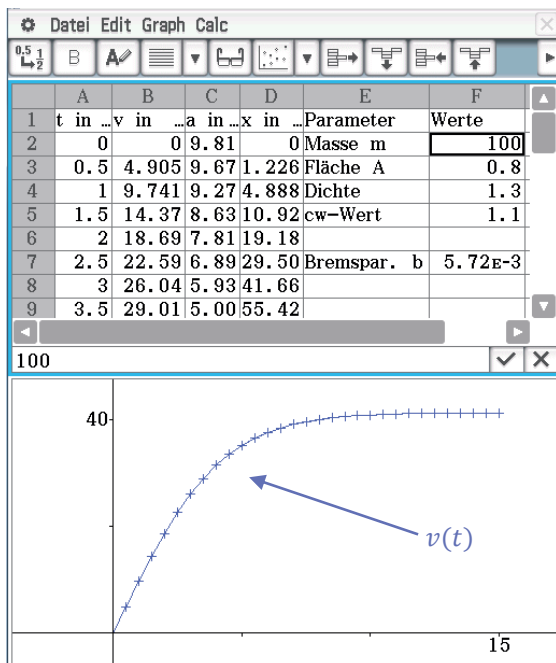 Datei Edit Graph Calc
0.5 1 2 B A
A B C D E F
1 t in … v in …a in …x in …Parameter Werte
2 0 0 9.81 0 Masse m 100
3 0.5 4.905 9.67 1.226 Fläche A 0.8
4 1 9.741 9.27 4.888 Dichte 1.3
5 1.5 14.37 8.63 10.92 cw-Wert 1.1
6 2 18.69 7.81 19.18
7 2.5 22.59 6.89 29.50 Bremspar. b 5.72E-3
8 3 26.04 5.93 41.66
9 3.5 29.01 5.00 55.42
100
40
v(t)
15